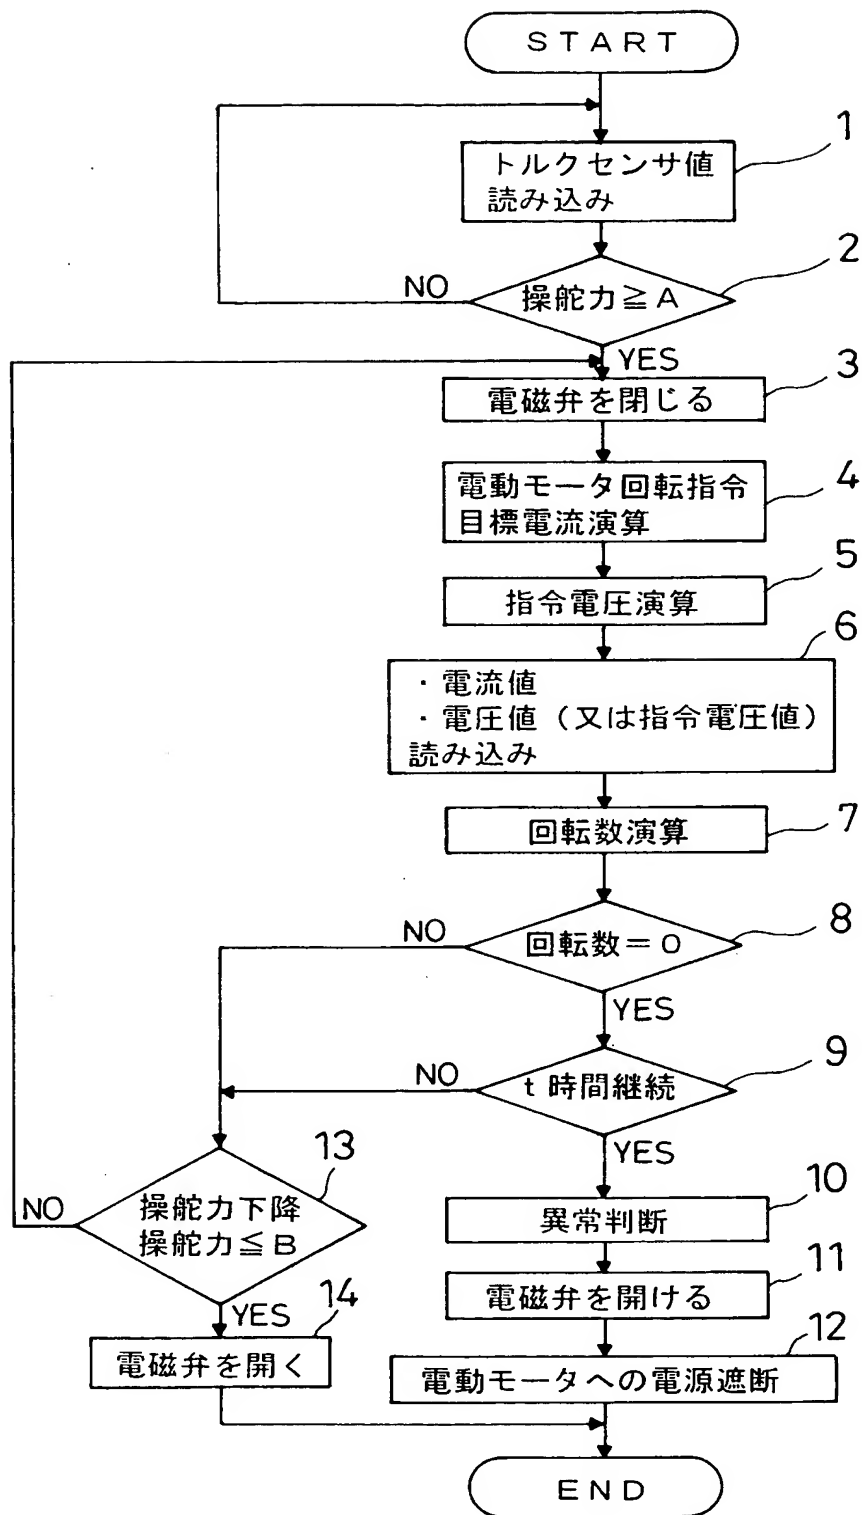 START
1
トルクセンサ値
読み込み
2
操舵力≧A
NO
YES
3
電磁弁を閉じる
4
電動モータ回転指令
目標電流演算
5
指令電圧演算
6
・電流値
・電圧値(又は指令電圧値)
読み込み
7
回転数演算
8
回転数=0
NO
YES
9
t時間継続
NO
YES
13
操舵力下降
操舵力≦B
NO
YES
10
異常判断
11
電磁弁を開ける
14
電磁弁を開く
12
電動モータへの電源遮断
END